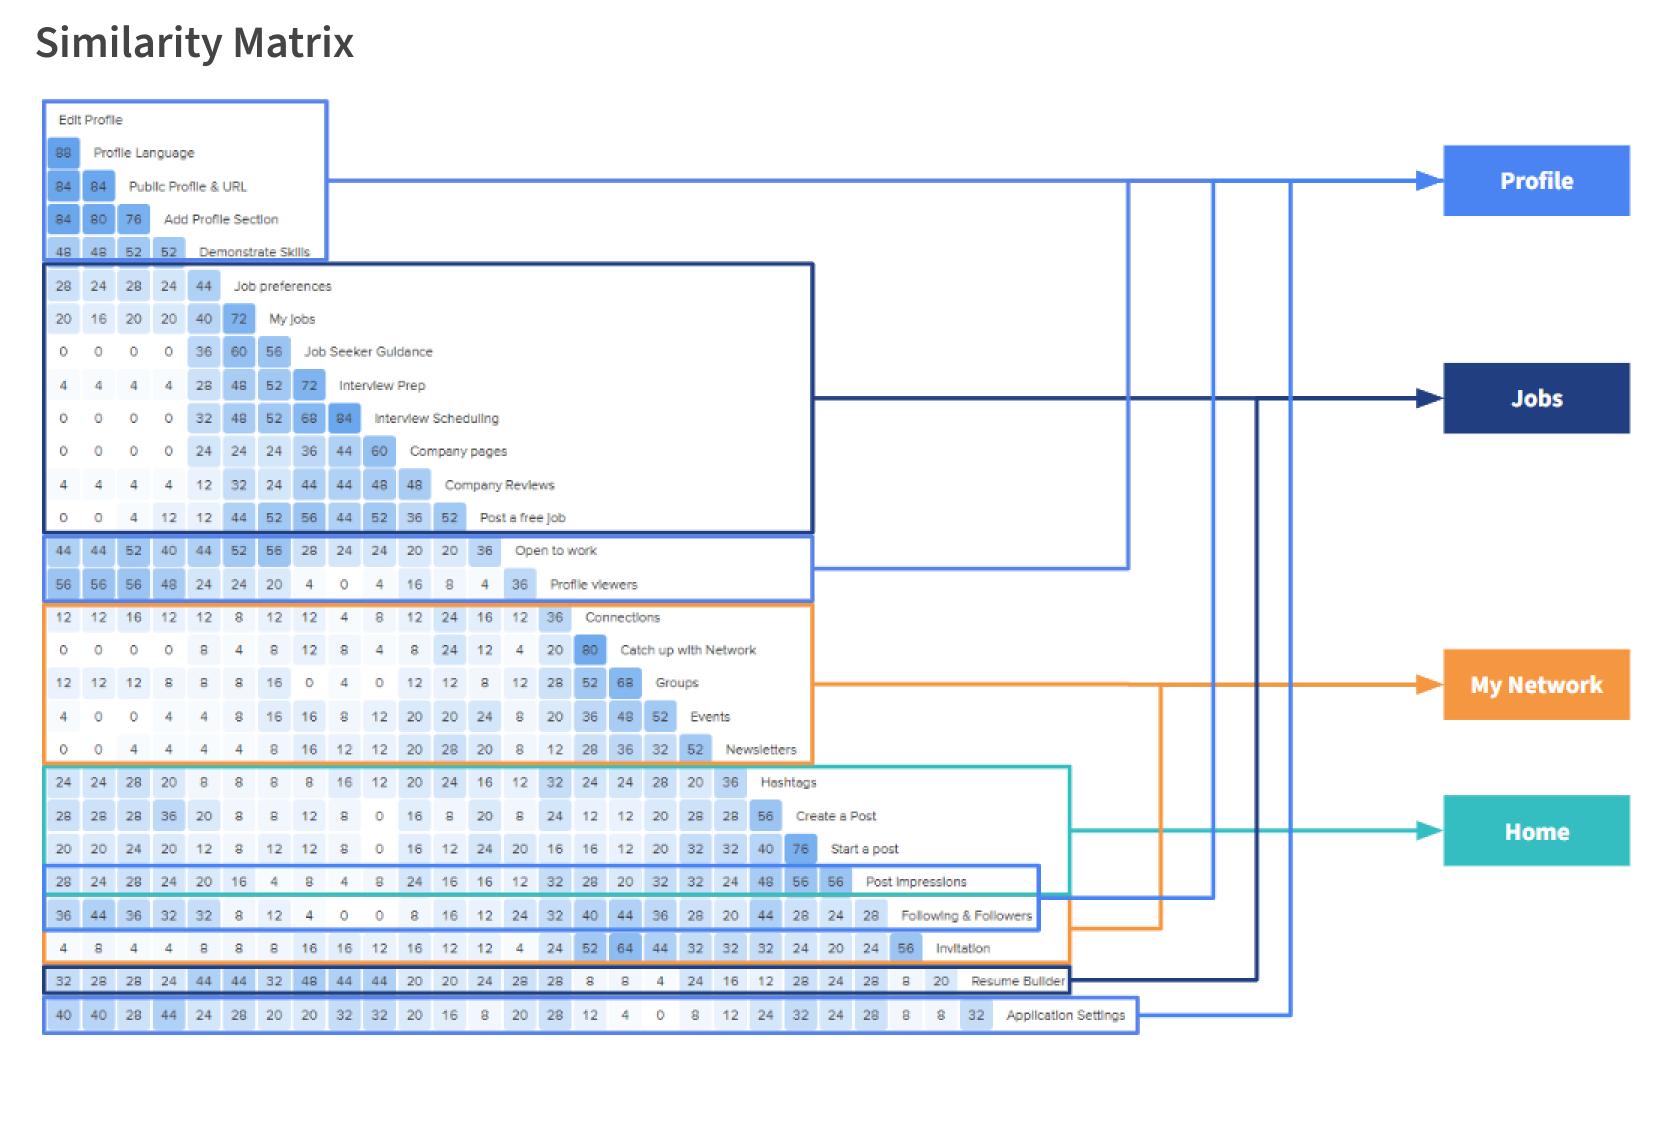 Similarity Matrix
Edit Profile
88 Profile Language
84 84 Public Profile & URL
84 80 76 Add Profile Section
48 48 52 52 Demonstrate Skills
28 24 28 24 44 Job preferences
20 16 20 20 40 72 My Jobs
0 0 0 0 36 60 56 Job Seeker Guidance
4 4 4 4 28 48 52 72 Interview Prep
0 0 0 0 32 48 52 68 84 Interview Scheduling
0 0 0 0 24 24 24 36 44 60 Company pages
4 4 4 4 12 32 24 44 44 48 48 Company Reviews
0 0 4 12 12 44 52 56 44 52 36 52 Post a free job
44 44 52 40 44 52 56 28 24 24 20 20 36 Open to work
56 56 56 48 24 24 20 4 0 4 16 8 4 36 Profile viewers
12 12 16 12 12 8 12 12 4 8 12 24 16 12 36 Connections
0 0 0 0 8 4 8 12 8 4 8 24 12 4 20 80 Catch up with Network
12 12 12 8 8 8 16 0 4 0 12 12 8 12 28 52 68 Groups
4 0 0 4 4 8 16 16 8 12 20 20 24 8 20 36 48 52 Events
0 0 4 4 4 4 8 16 12 12 20 28 20 8 12 28 36 32 52 Newsletters
24 24 28 20 8 8 8 8 16 12 20 24 16 12 32 24 24 28 20 36 Hashtags
28 28 28 36 20 8 8 12 8 0 16 8 20 8 24 12 12 20 28 28 56 Create a Post
20 20 24 20 12 8 12 12 8 0 16 12 24 20 16 16 12 20 32 32 40 76 Start a post
28 24 28 24 20 16 4 8 4 8 24 16 16 12 32 28 20 32 32 24 48 56 56 Post Impressions
36 44 36 32 32 8 12 4 0 0 8 16 12 24 32 40 44 36 28 20 44 28 24 28 Following & Followers
4 8 4 4 8 8 8 16 16 12 16 12 12 4 24 52 64 44 32 32 32 24 20 24 56 Invitation
32 28 28 24 44 44 32 48 44 44 20 20 24 28 28 8 8 4 24 16 12 28 24 28 8 20 Resume Builder
40 40 28 44 24 28 20 20 32 32 20 16 8 20 28 12 4 0 8 12 24 32 24 28 8 8 32 Application Settings
Profile
Jobs
My Network
Home